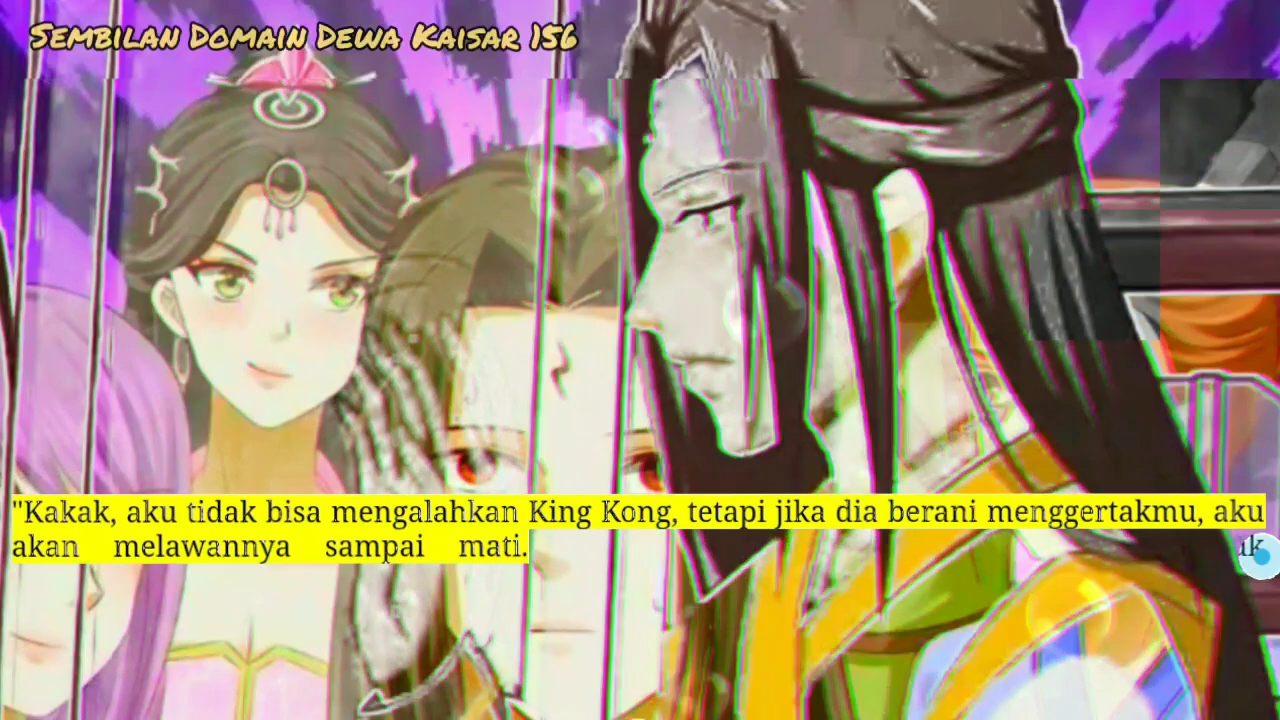 Sembilan Domain Dewa Kaisar 156
"Kakak, aku tidak bisa mengalahkan King Kong, tetapi jika dia berani menggertakmu, aku
akan melawannya sampai mati.